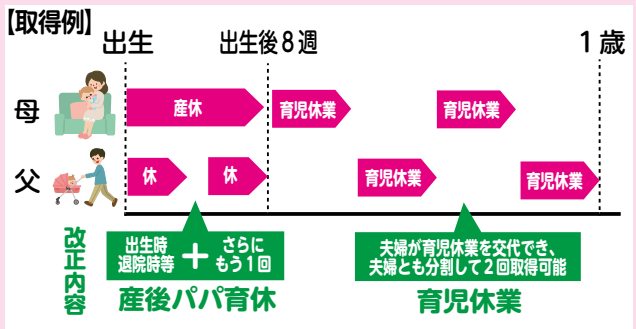 【取得例】
出生
出生後８週
１歳
母
産休
育児休業
育児休業
父
休
休
育児休業
育児休業
改正内容
出生時
退院時等
＋
さらに
もう１回
産後パパ育休
夫婦が育児休業を交代でき、
夫婦とも分割して２回取得可能
育児休業